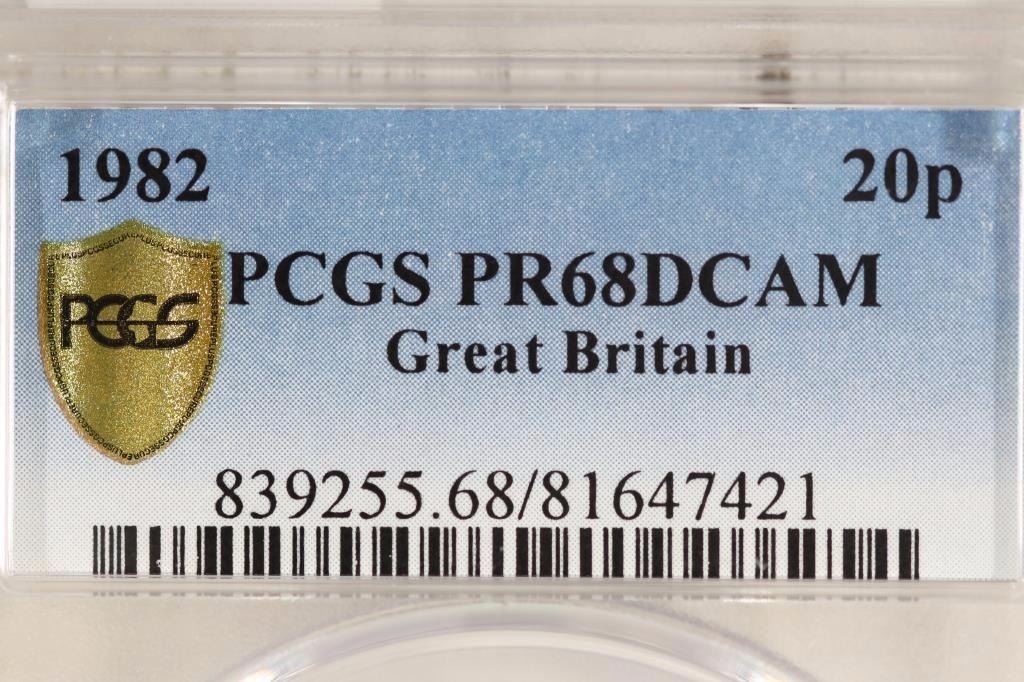 1982 20p
PCGS PR68DCAM
PCGS
Great Britain
839255.68/81647421